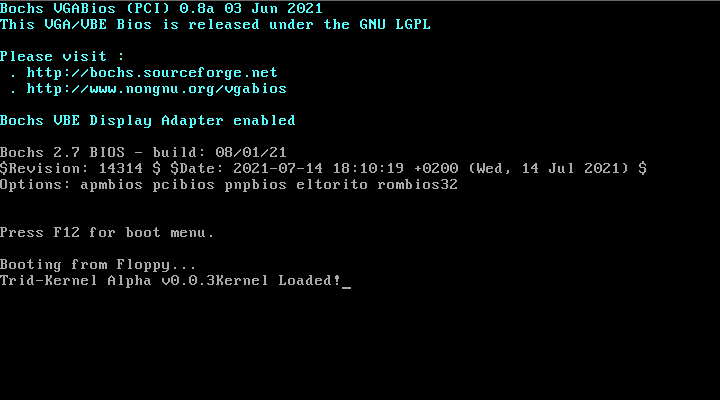 Bochs VGABios (PCI) 0.8a 03 Jun 2021
This VGA/VBE Bios is released under the GNU LGPL
Please visit :
. http://bochs.sourceforge.net
. http://www.nongnu.org/vgabios
Bochs VBE Display Adapter enabled
Bochs 2.7 BIOS - build: 08/01/21
$Revision: 14314 $ $Date: 2021-07-14 18:10:19 +0200 (Wed, 14 Jul 2021) $
Options: apmbios pcibios pnpbios eltorito rombios32
Press F12 for boot menu.
Booting from Floppy...
Trid-Kernel Alpha v0.0.3Kernel Loaded!_